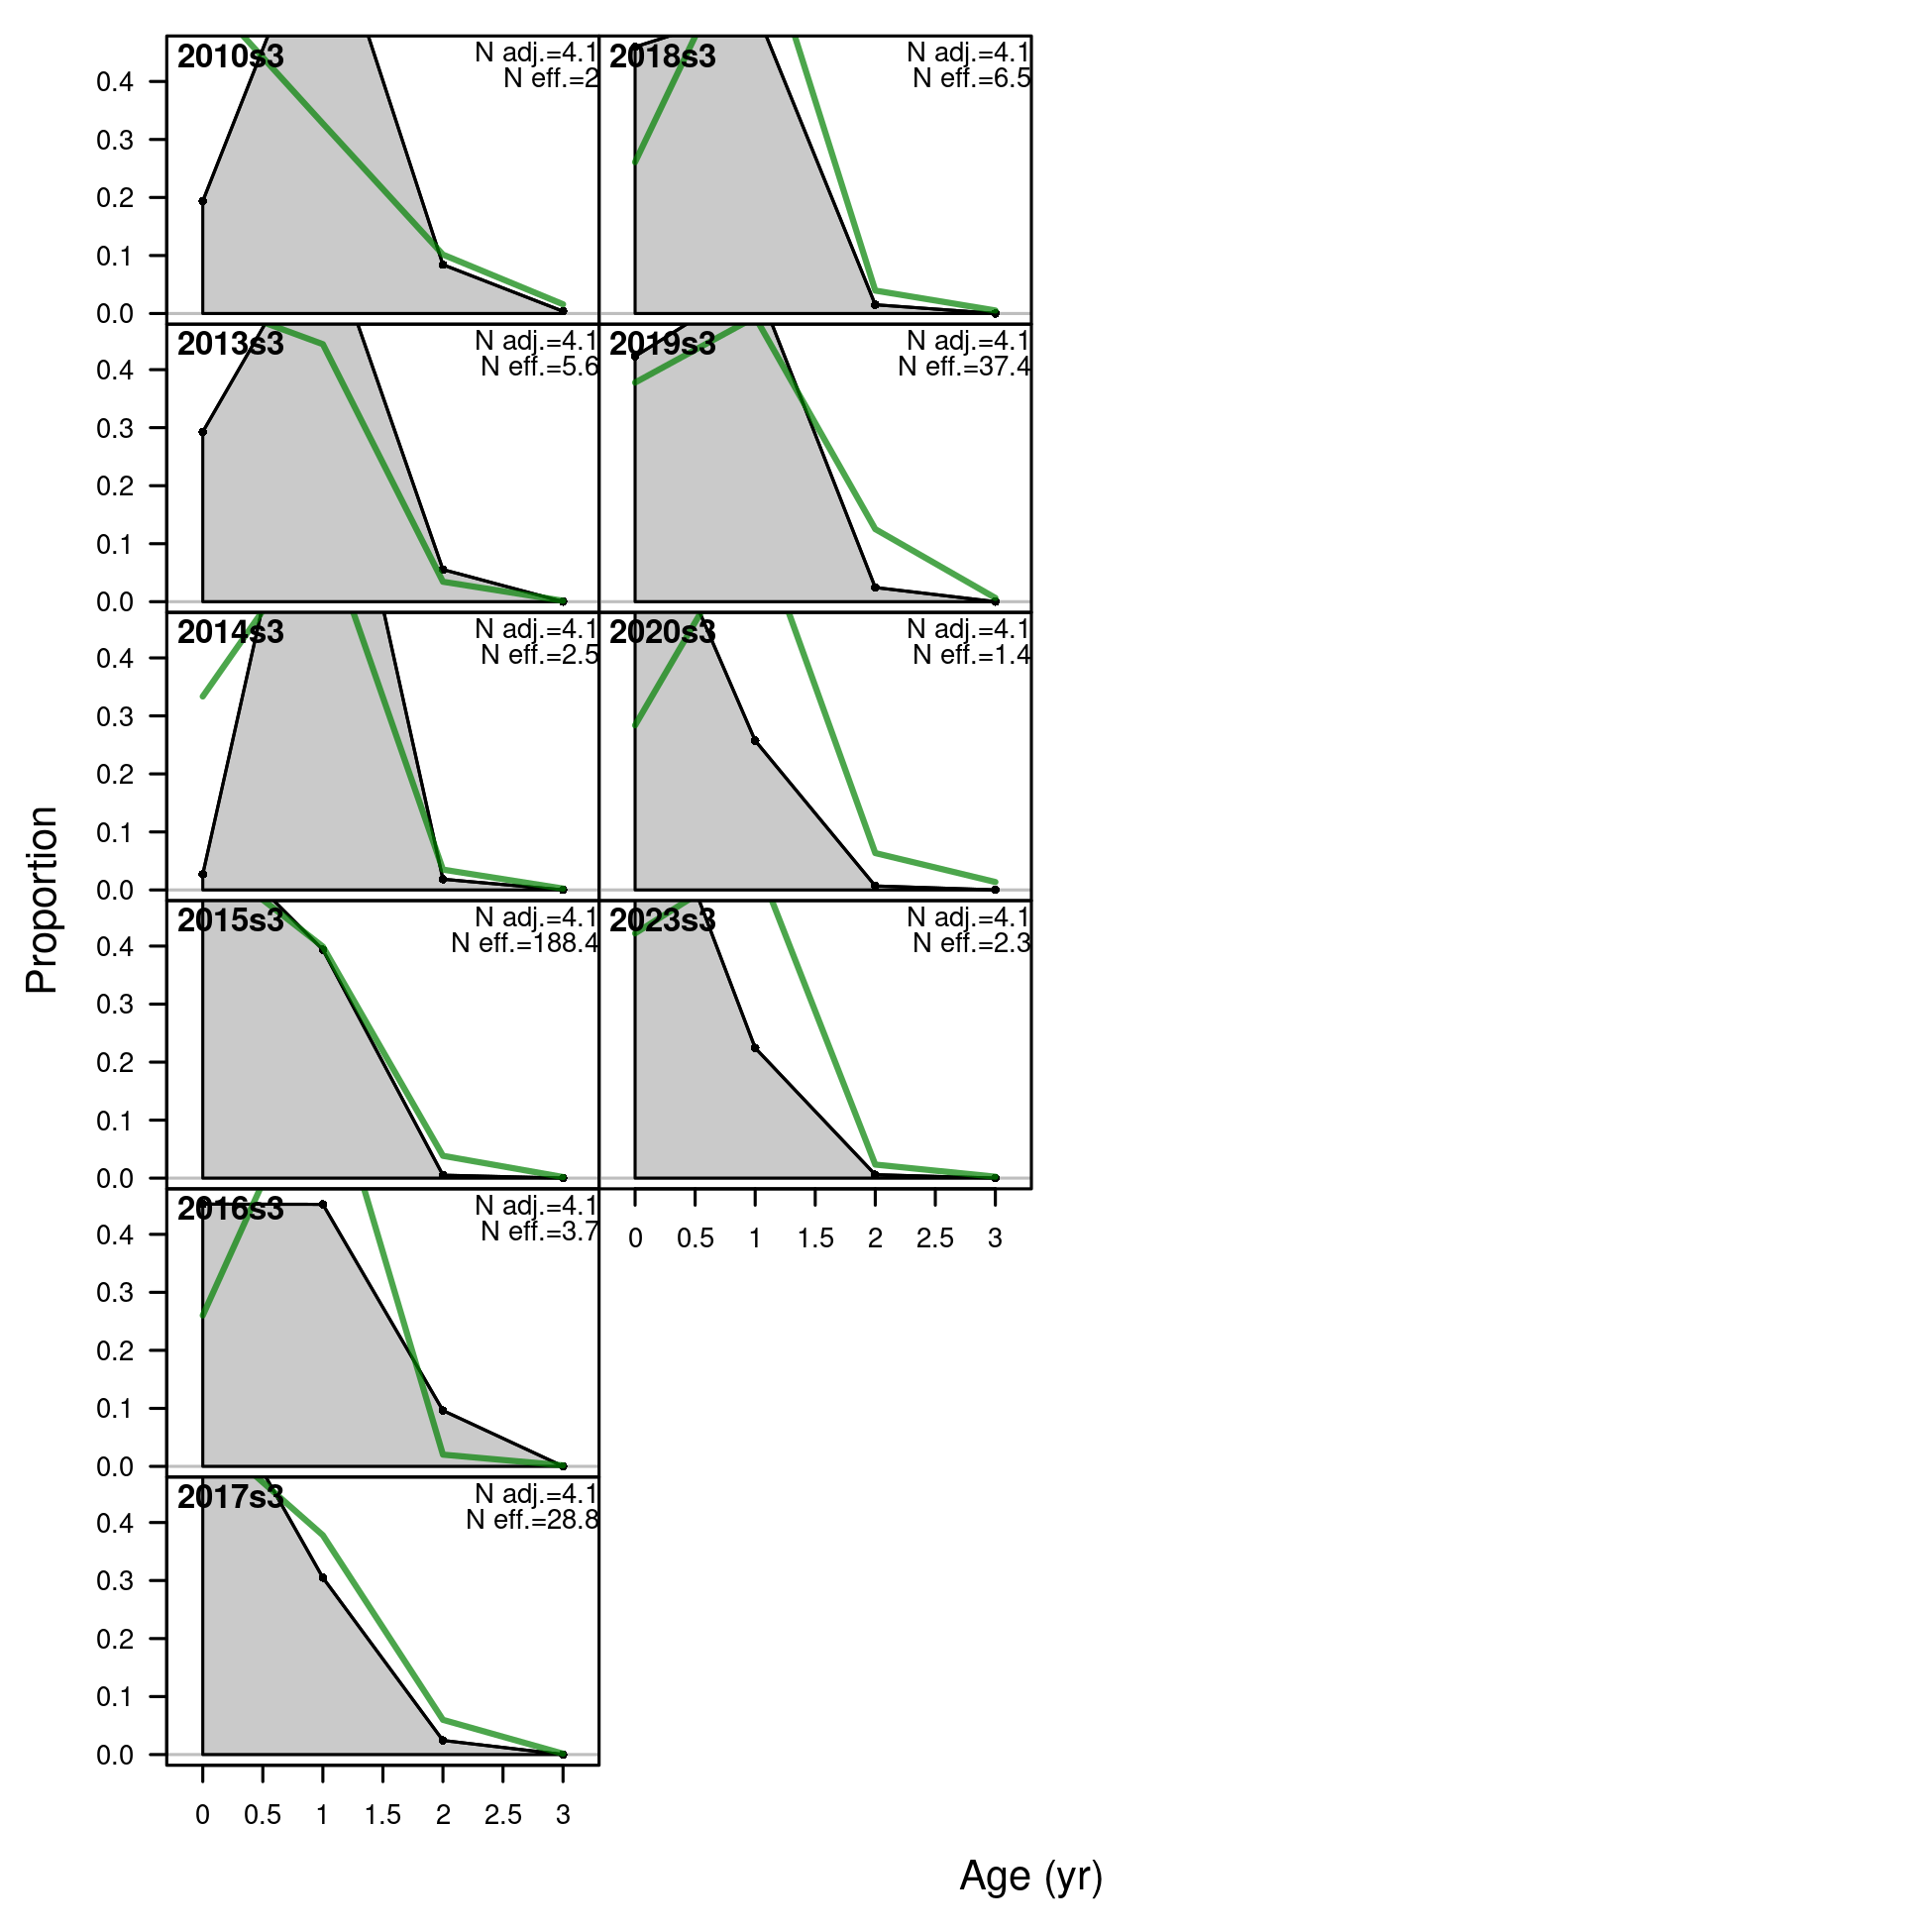 2010s3
N adj.=4.1
N eff.=2
0.4
0.3
0.2
0.1
0.0
2018s3
N adj.=4.1
N eff.=6.5
2013s3
N adj.=4.1
N eff.=5.6
0.4
0.3
0.2
0.1
0.0
2019s3
N adj.=4.1
N eff.=37.4
2014s3
N adj.=4.1
N eff.=2.5
0.4
0.3
0.2
0.1
0.0
2020s3
N adj.=4.1
N eff.=1.4
2015s3
N adj.=4.1
N eff.=188.4
0.4
0.3
0.2
0.1
0.0
2023s3
N adj.=4.1
N eff.=2.3
0 0.5 1 1.5 2 2.5 3
2016s3
N adj.=4.1
N eff.=3.7
0.4
0.3
0.2
0.1
0.0
2017s3
N adj.=4.1
N eff.=28.8
0.4
0.3
0.2
0.1
0.0
0 0.5 1 1.5 2 2.5 3
Proportion
Age (yr)